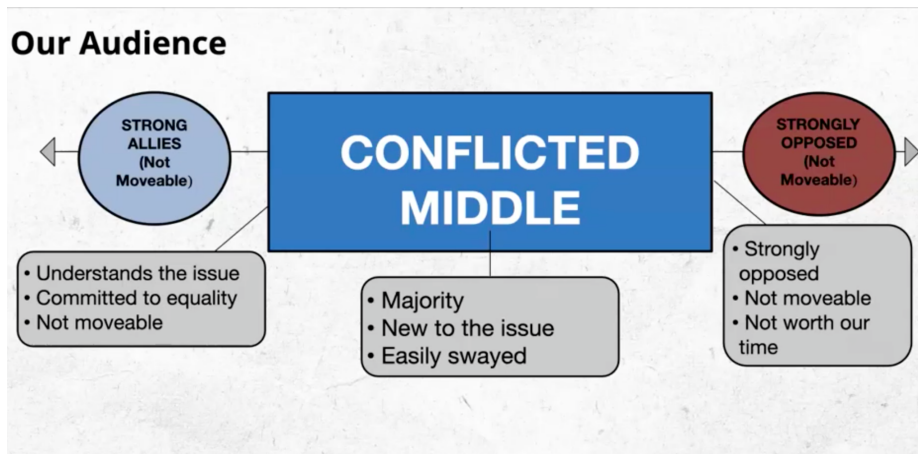 Our Audience
STRONG
ALLIES
(Not
Moveable)
CONFLICTED
MIDDLE
STRONGLY
OPPOSED
(Not
Moveable)
• Understands the issue
• Committed to equality
• Not moveable
• Majority
• New to the issue
• Easily swayed
• Strongly
opposed
• Not moveable
• Not worth our
time